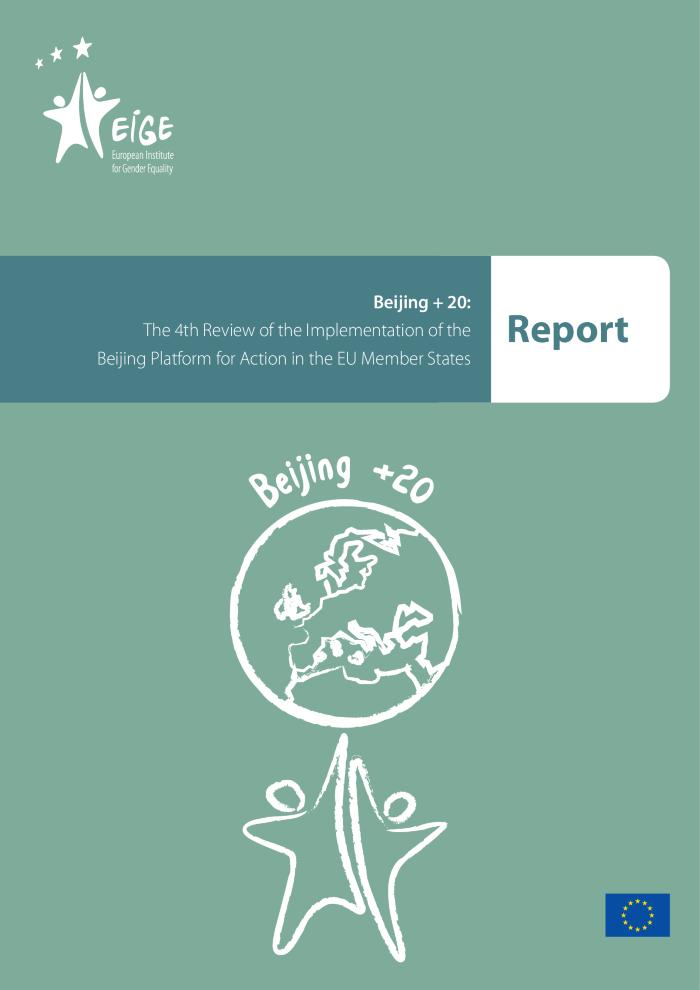 EIGE
European Institute
for Gender Equality
Beijing + 20:
The 4th Review of the Implementation of the
Beijing Platform for Action in the EU Member States
Report
Beijing +20